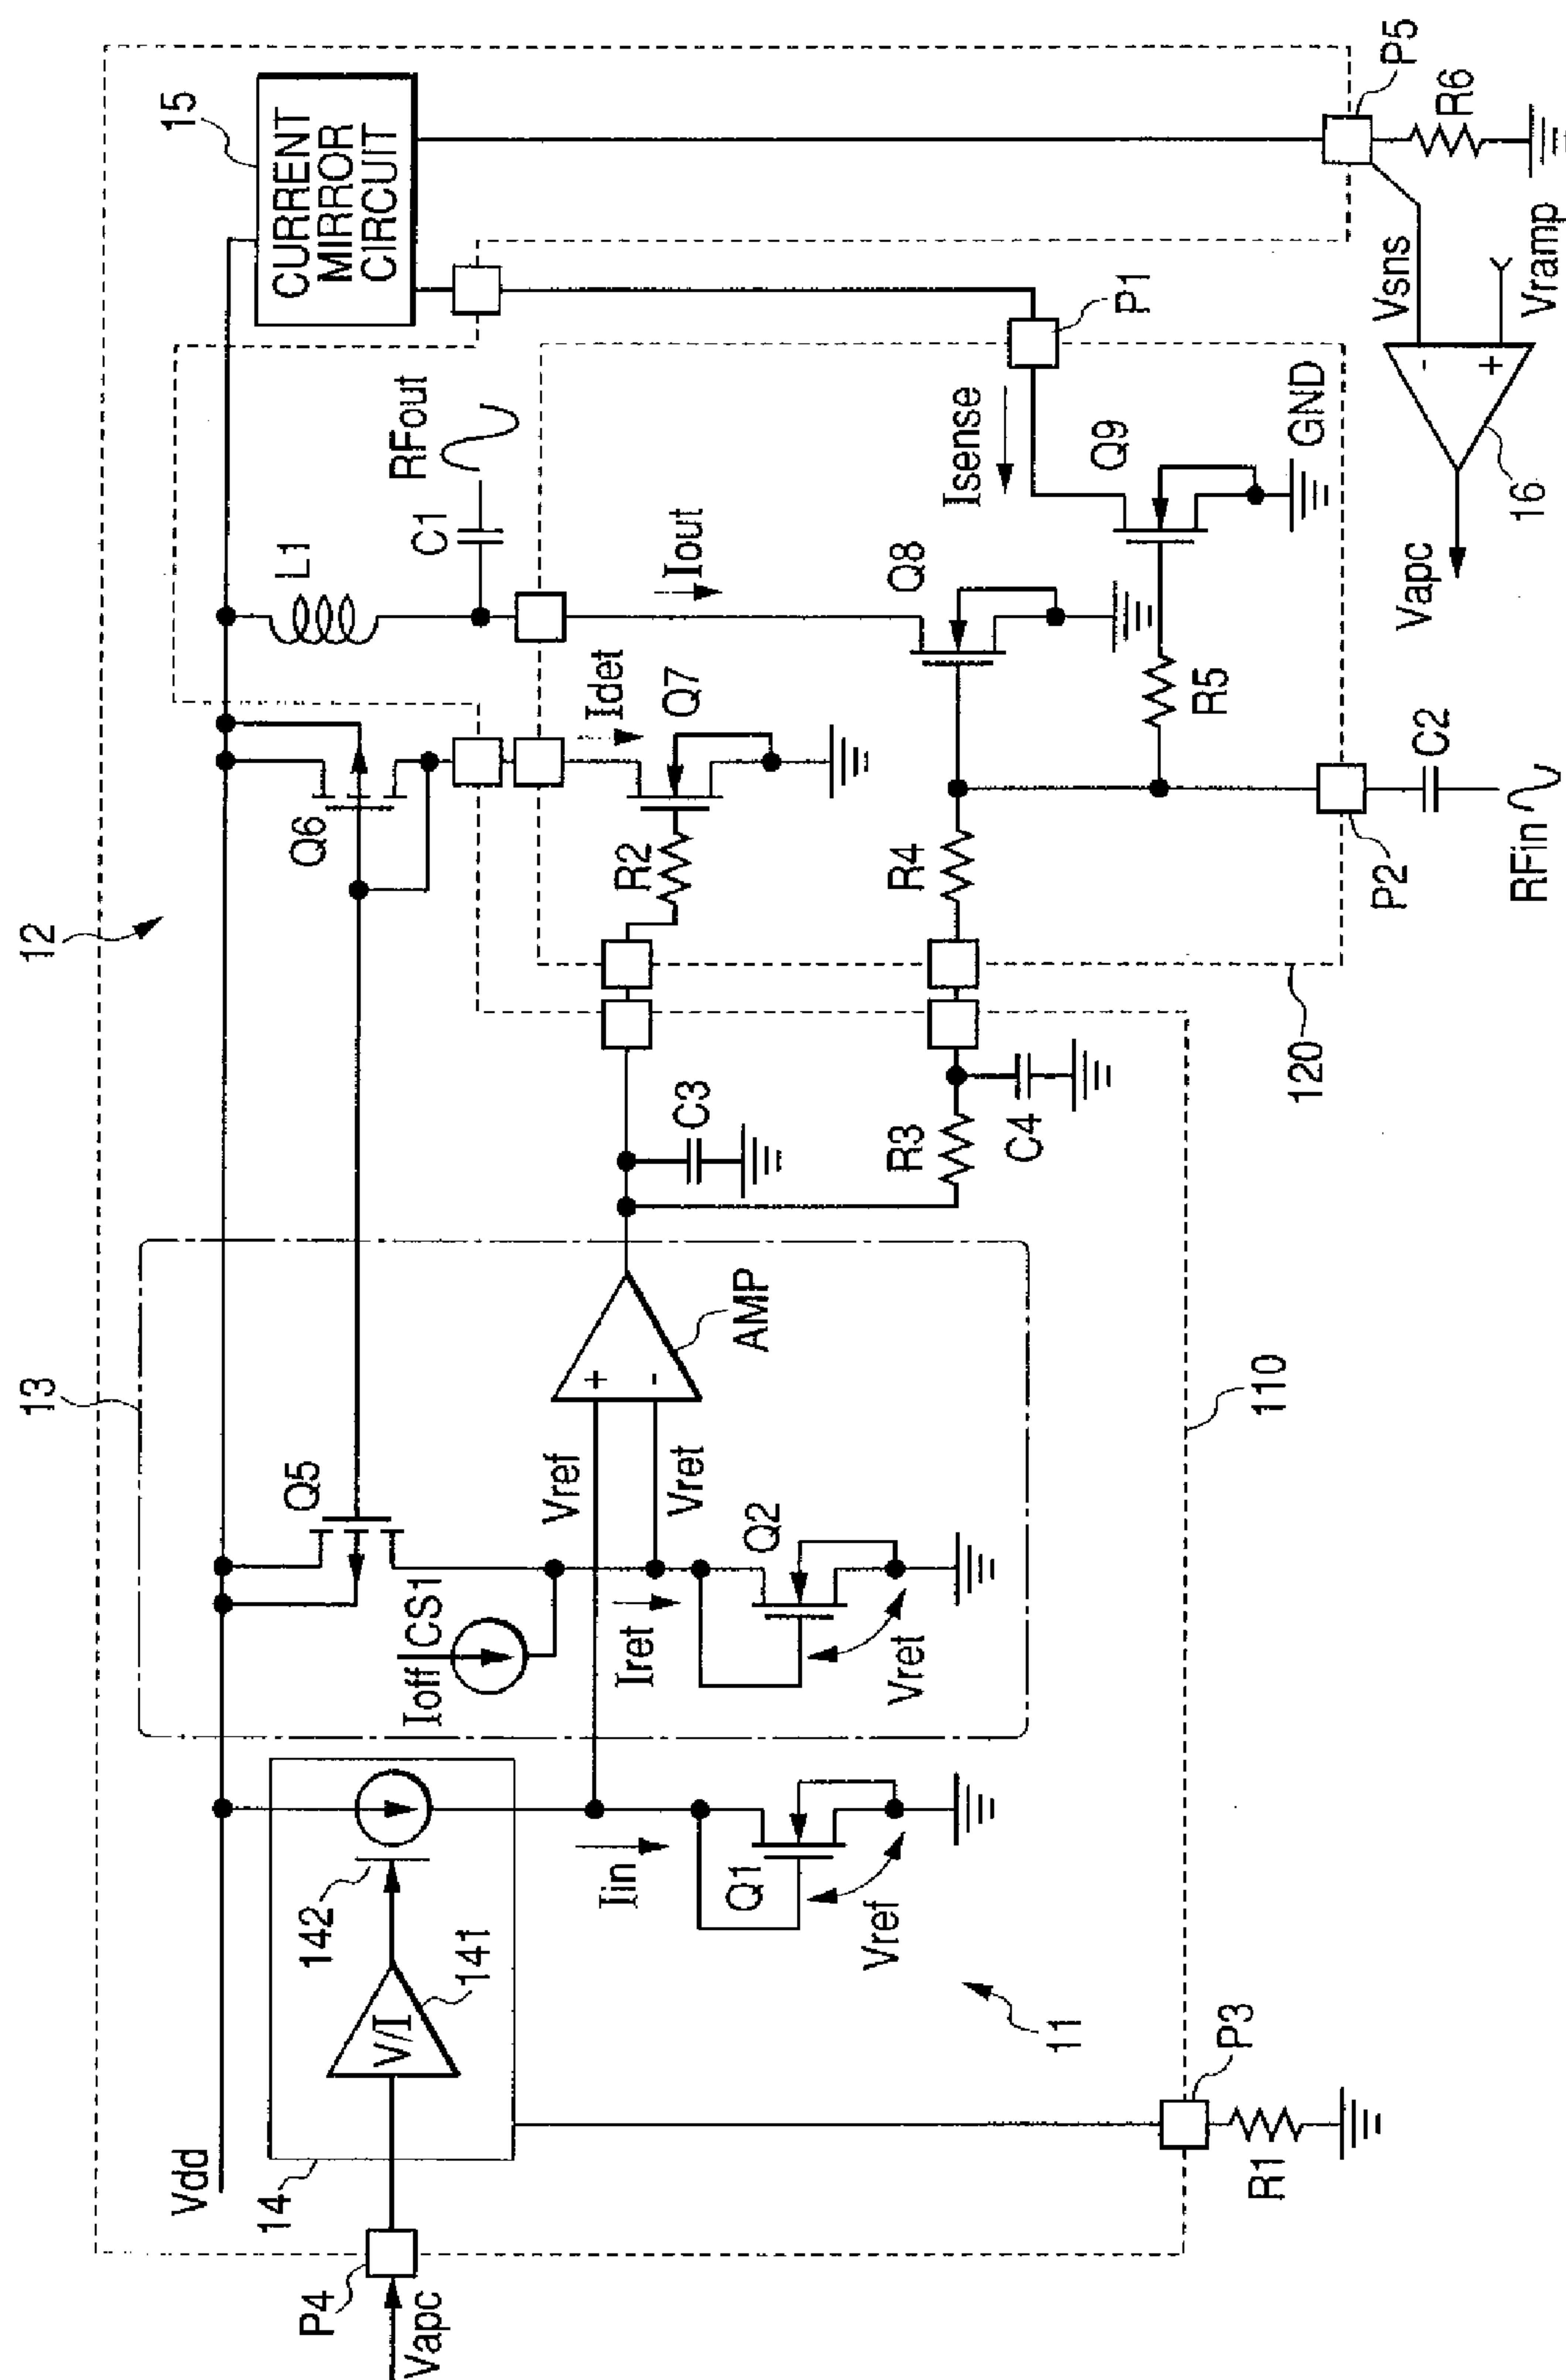 12
13
15
CURRENT
MIRROR
CIRCUIT
Vdd
14
P4
Vapc
V/I
141
142
Ioff
CS1
Q5
Q6
L1
C1
RFout
Iin
Q1
Vref
Iret
Q2
Vret
Vref
Vret
+
-
AMP
C3
R3
C4
R2
R4
Idet
Q7
Iout
Q8
Isense
Q9
GND
R5
P1
P2
C2
RFin
120
110
11
P3
R1
P5
R6
Vsns
Vramp
-
+
16
Vapc